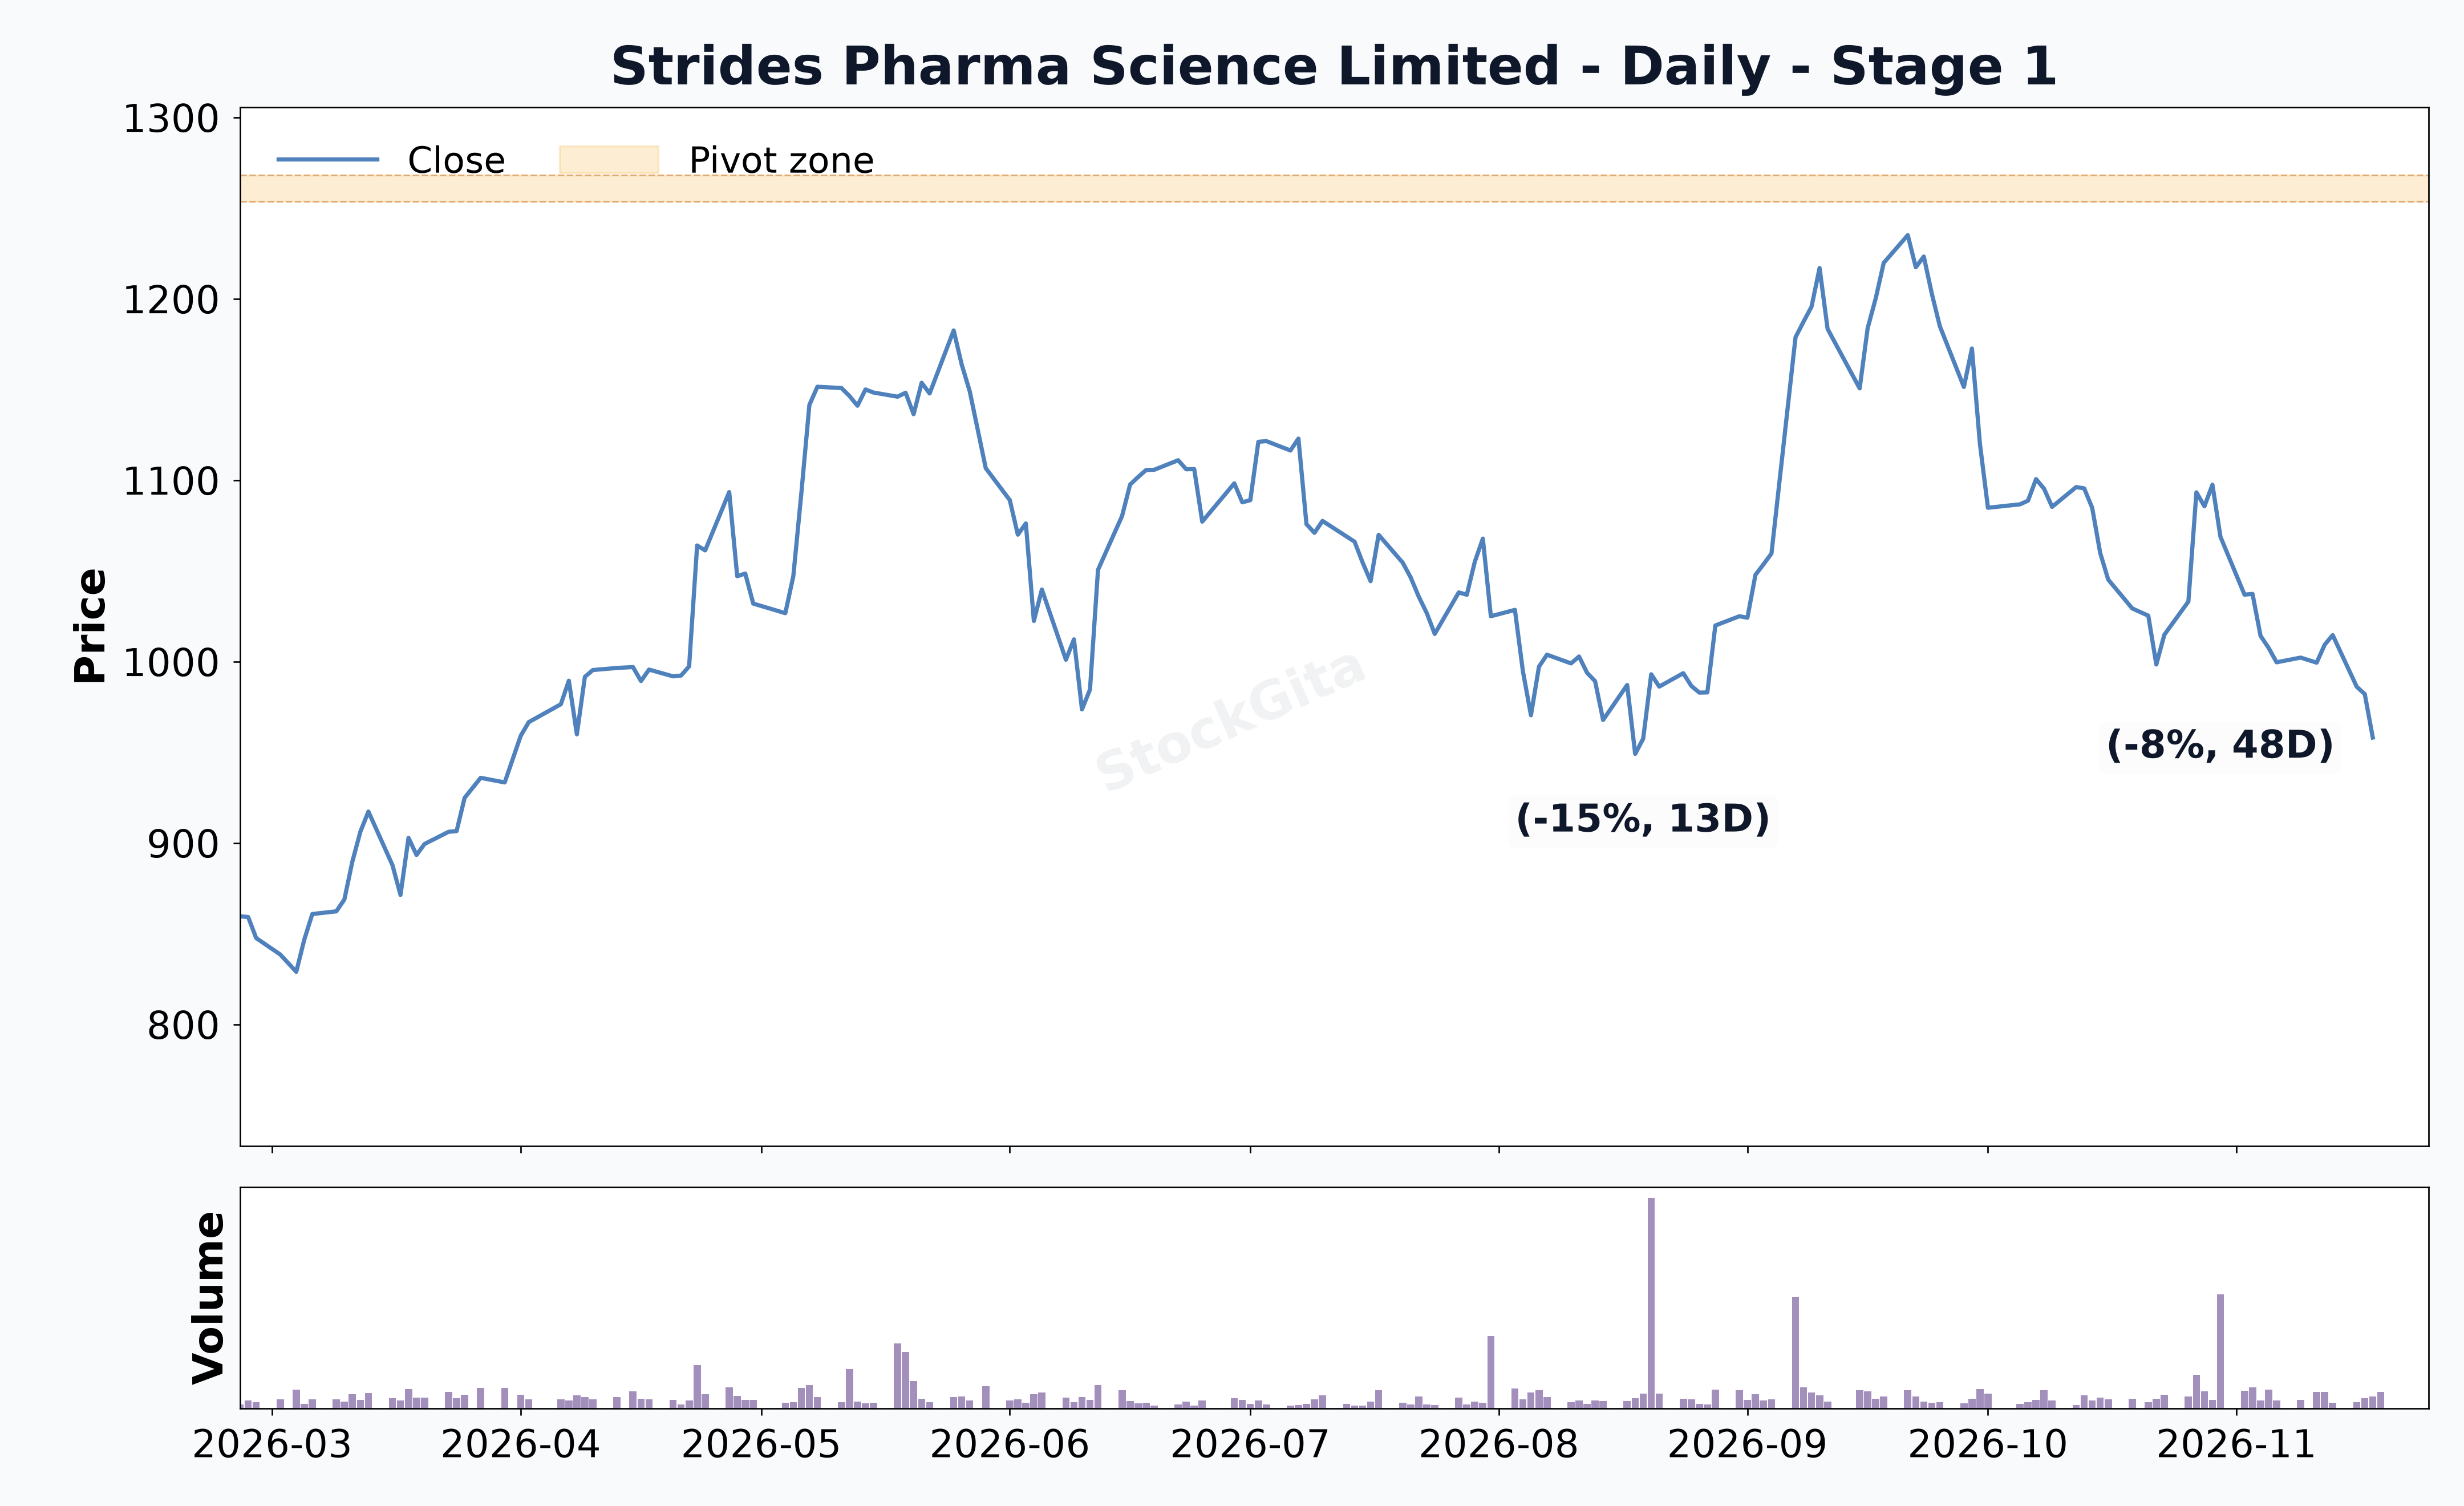 Strides Pharma Science Limited - Daily - Stage 1
Close
Pivot zone
1300
1200
1100
1000
900
800
Price
StockGita
(-8%, 48D)
(-15%, 13D)
Volume
2026-03
2026-04
2026-05
2026-06
2026-07
2026-08
2026-09
2026-10
2026-11